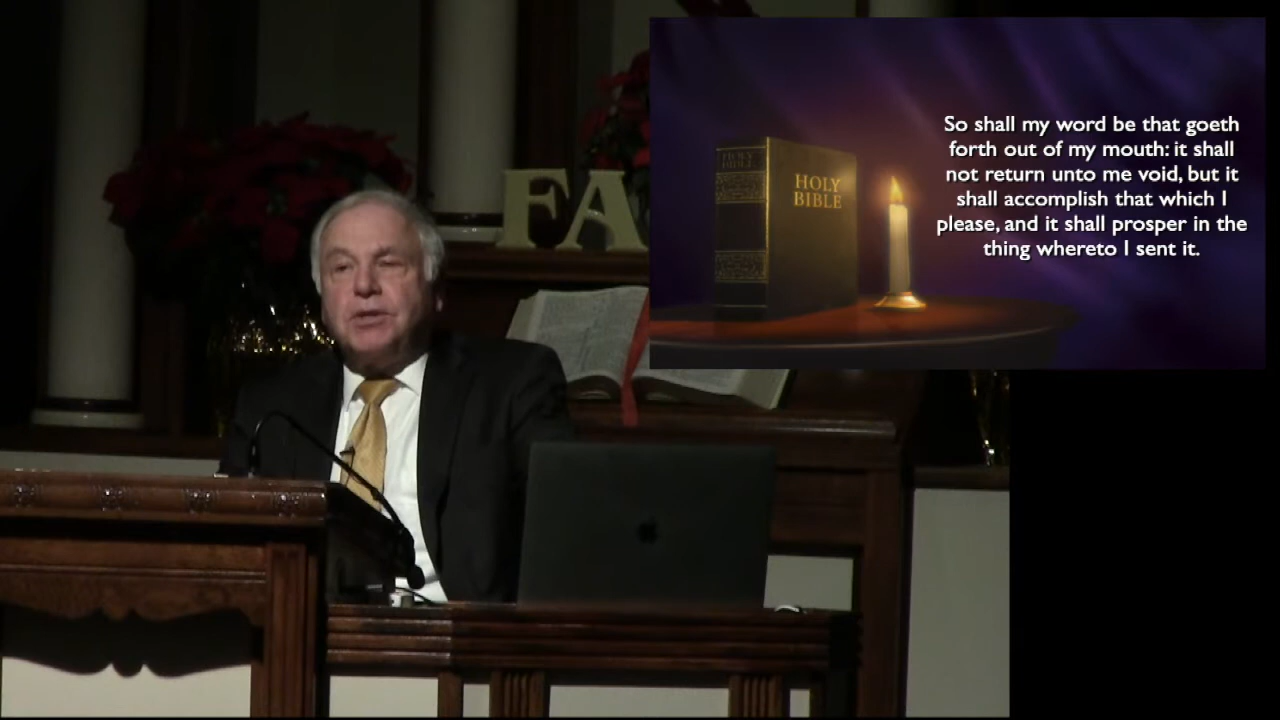 FA
HOLY
BIBLE
HOLY
BIBLE
So shall my word be that goeth
forth out of my mouth: it shall
not return unto me void, but it
shall accomplish that which I
please, and it shall prosper in the
thing whereto I sent it.